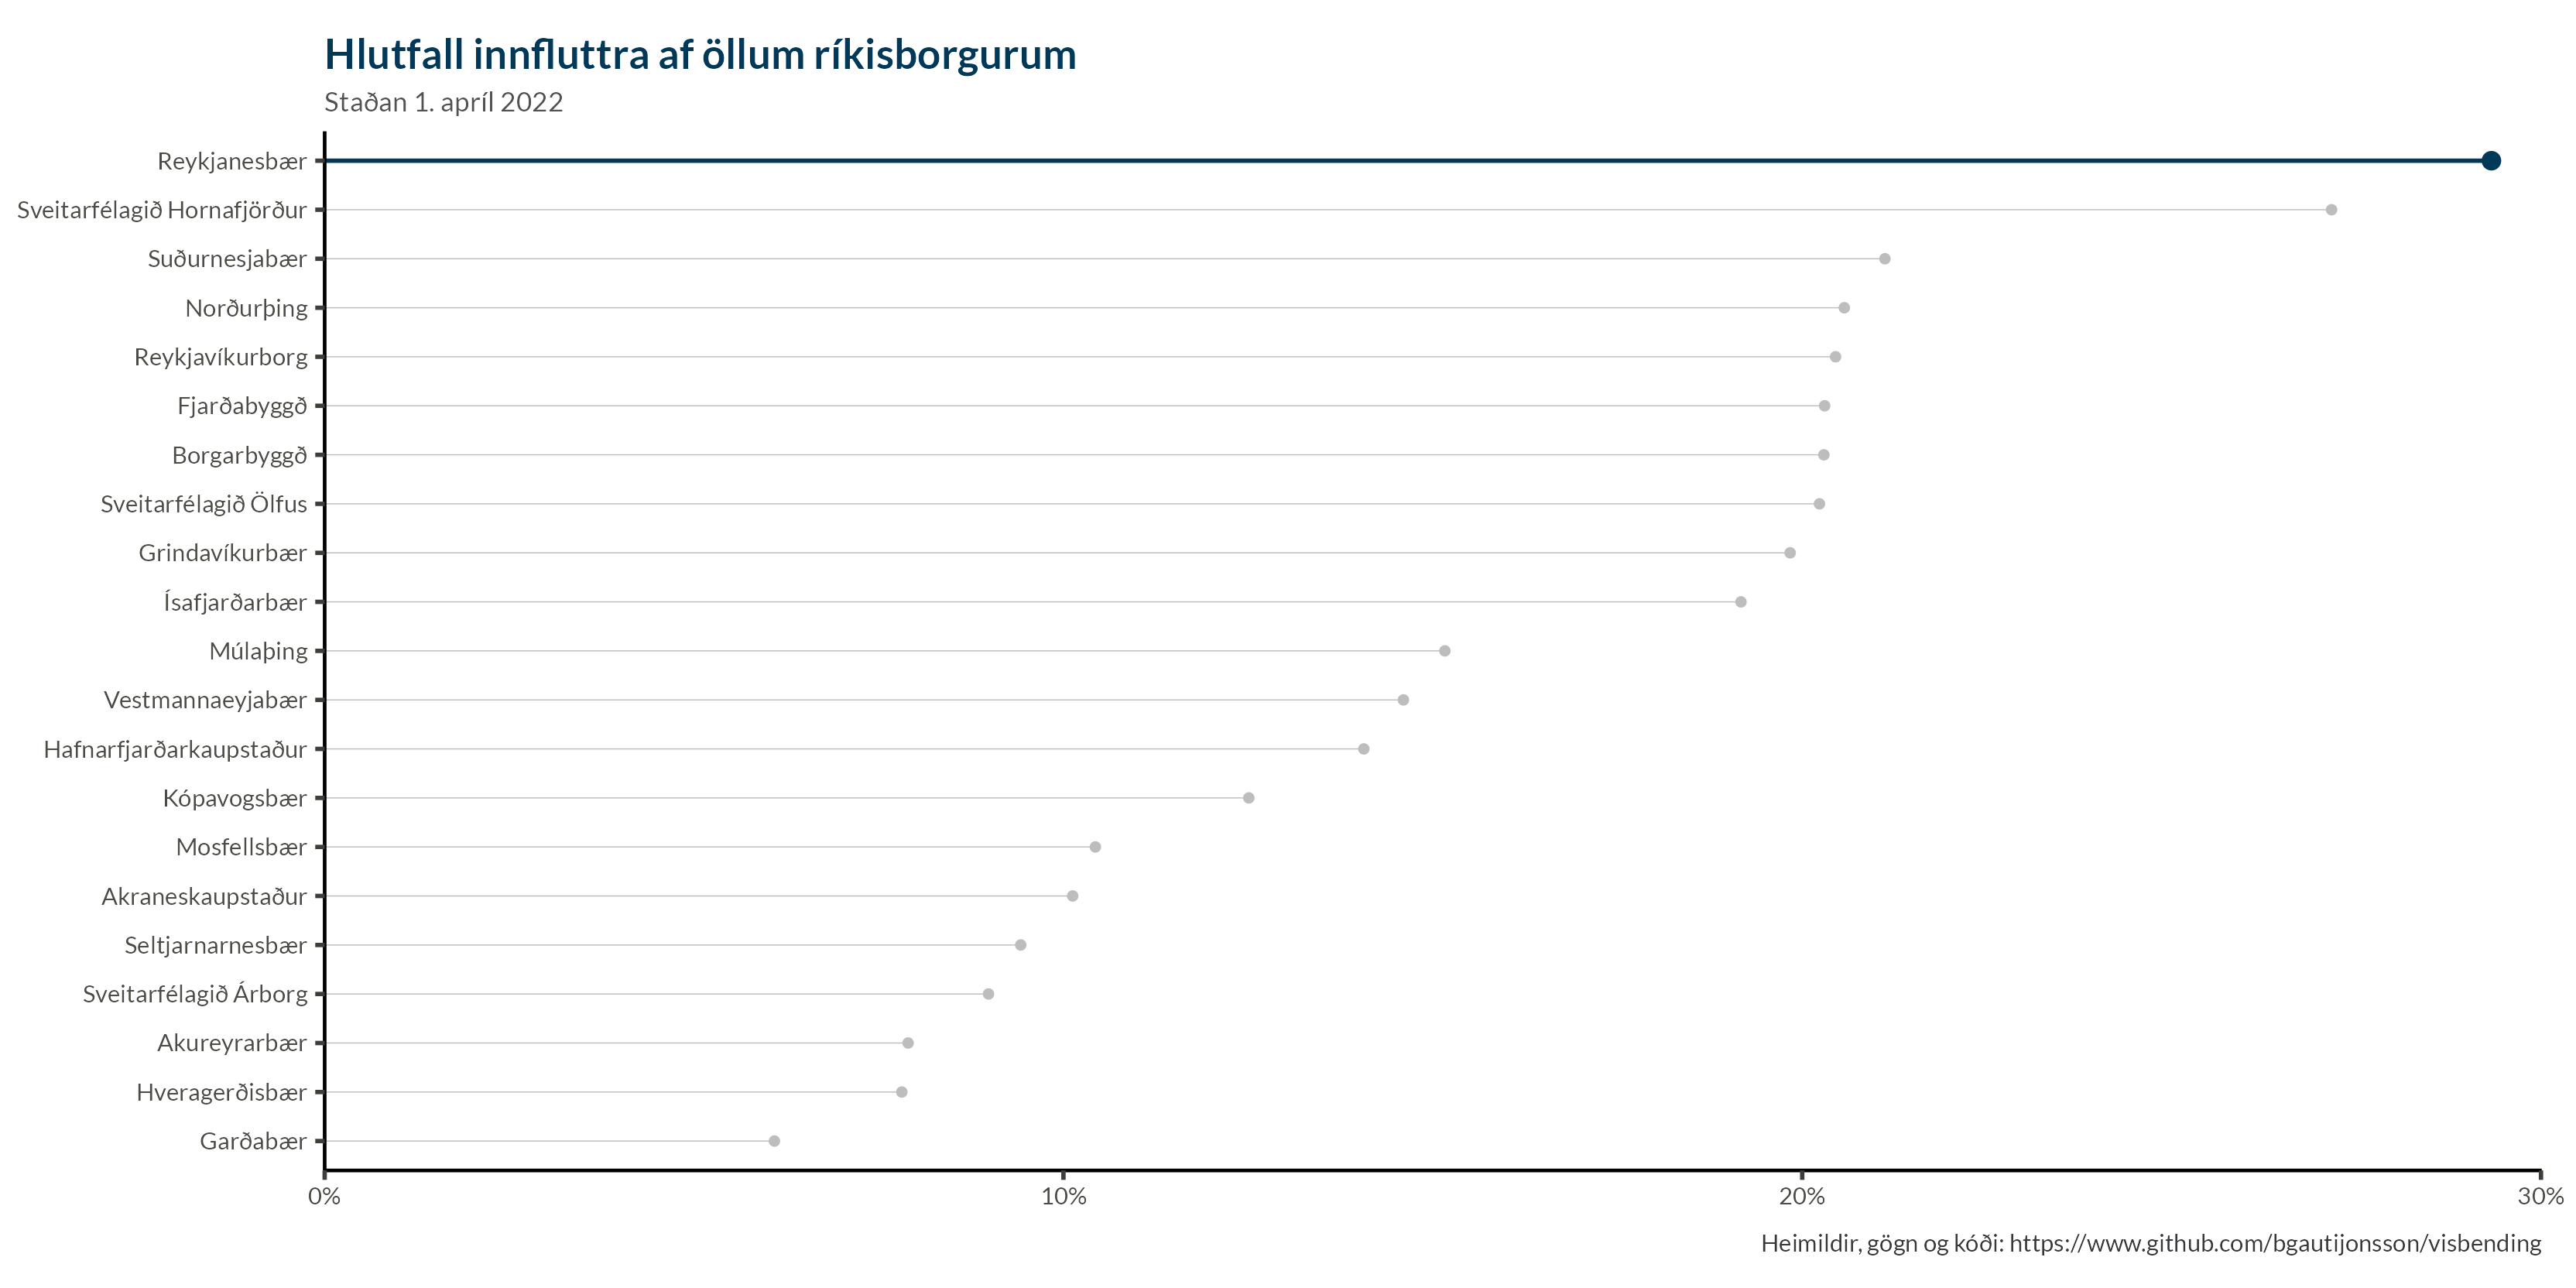 Hlutfall innfluttra af öllum ríkisborgurum
Staðan 1. apríl 2022
Reykjanesbær
Sveitarfélagið Hornafjörður
Suðurnesjabær
Norðurþing
Reykjavíkurborg
Fjarðabyggð
Borgarbyggð
Sveitarfélagið Ölfus
Grindavíkurbær
Ísafjarðarbær
Múlaþing
Vestmannaeyjabær
Hafnarfjarðarkaupstaður
Kópavogsbær
Mosfellsbær
Akraneskaupstaður
Seltjarnarnesbær
Sveitarfélagið Árborg
Akureyrarbær
Hveragerðisbær
Garðabær
0% 10% 20% 30%
Heimildir, gögn og kóði: https://www.github.com/bgautijonsson/visbending